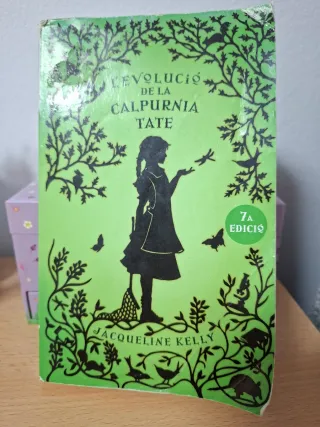 L'EVOLUCIÓ
DE LA
CALPURNIA
TATE
7A
EDICIÓ
JACQUELINE KELLY